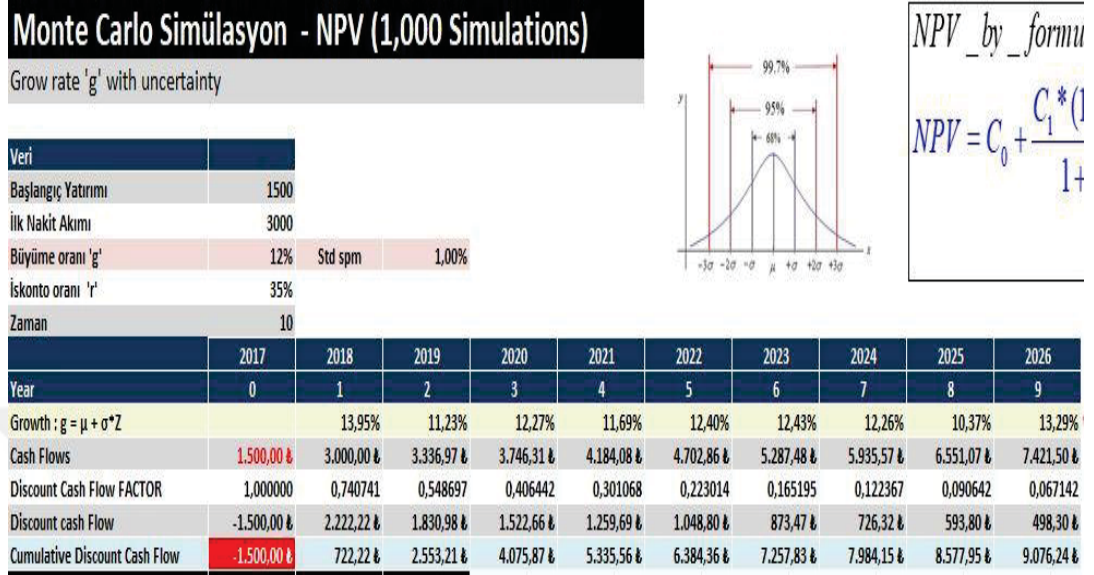 Monte Carlo Simülasyon - NPV (1,000 Simulations)
Grow rate 'g' with uncertainty
Veri
Başlangıç Yatırımı 1500
İlk Nakit Akımı 3000
Büyüme oranı 'g' 12% Std spm 1,00%
İskonto oranı 'r' 35%
Zaman 10
y
99.7%
95%
68%
x
-3σ -2σ -σ μ +σ +2σ +3σ
NPV _ by _ formu
NPV = C0 + C1*(1
1+
2017 2018 2019 2020 2021 2022 2023 2024 2025 2026
Year 0 1 2 3 4 5 6 7 8 9
Growth : g = μ + σ*Z 13,95% 11,23% 12,27% 11,69% 12,40% 12,43% 12,26% 10,37% 13,29%
Cash Flows 1.500,00 ₺ 3.000,00 ₺ 3.336,97 ₺ 3.746,31 ₺ 4.184,08 ₺ 4.702,86 ₺ 5.287,48 ₺ 5.935,57 ₺ 6.551,07 ₺ 7.421,50 ₺
Discount Cash Flow FACTOR 1,000000 0,740741 0,548697 0,406442 0,301068 0,223014 0,165195 0,122367 0,090642 0,067142
Discount cash Flow -1.500,00 ₺ 2.222,22 ₺ 1.830,98 ₺ 1.522,66 ₺ 1.259,69 ₺ 1.048,80 ₺ 873,47 ₺ 726,32 ₺ 593,80 ₺ 498,30 ₺
Cumulative Discount Cash Flow -1.500,00 ₺ 722,22 ₺ 2.553,21 ₺ 4.075,87 ₺ 5.335,56 ₺ 6.384,36 ₺ 7.257,83 ₺ 7.984,15 ₺ 8.577,95 ₺ 9.076,24 ₺